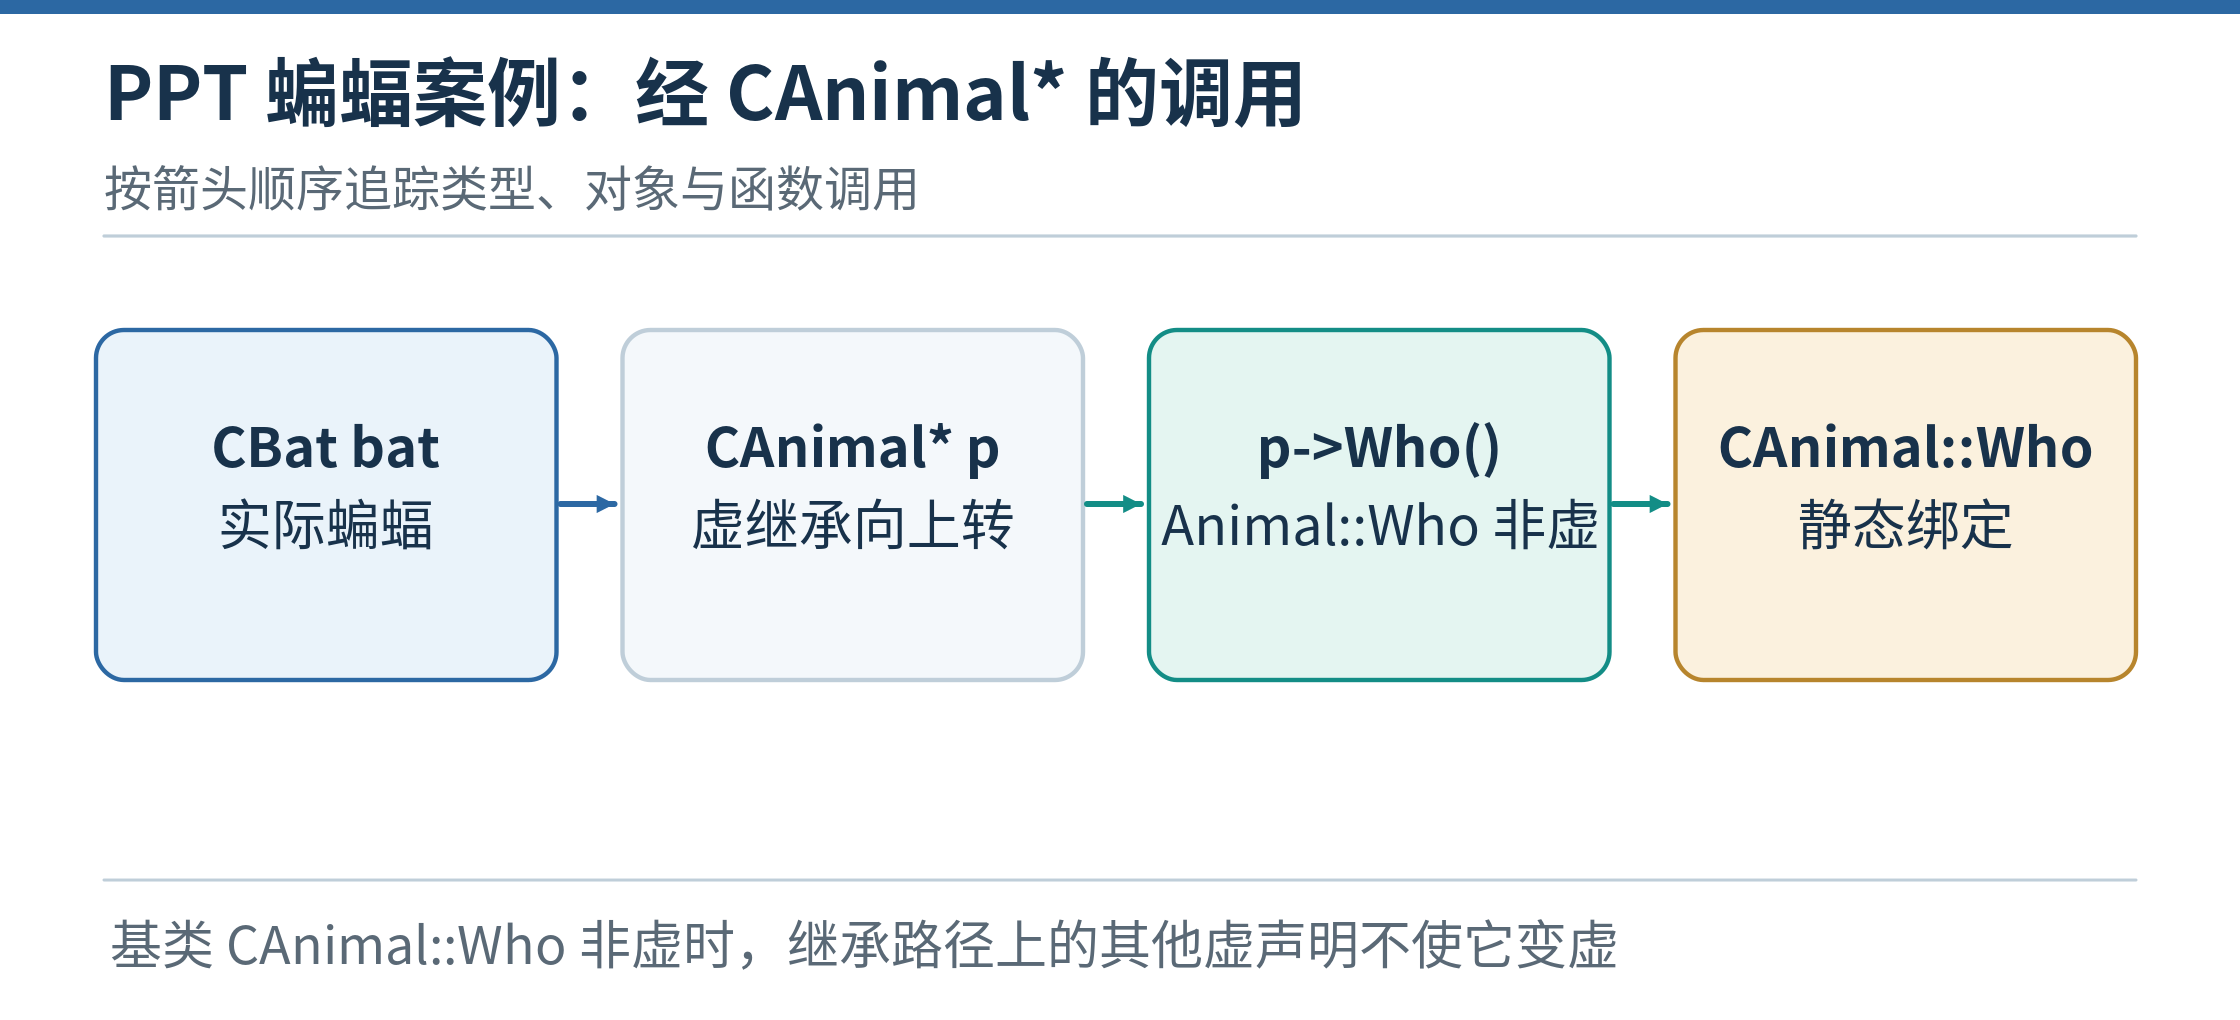 PPT 蝙蝠案例：经 CAnimal* 的调用
按箭头顺序追踪类型、对象与函数调用
CBat bat
实际蝙蝠
CAnimal* p
虚继承向上转
p->Who()
Animal::Who 非虚
CAnimal::Who
静态绑定
基类 CAnimal::Who 非虚时，继承路径上的其他虚声明不使它变虚